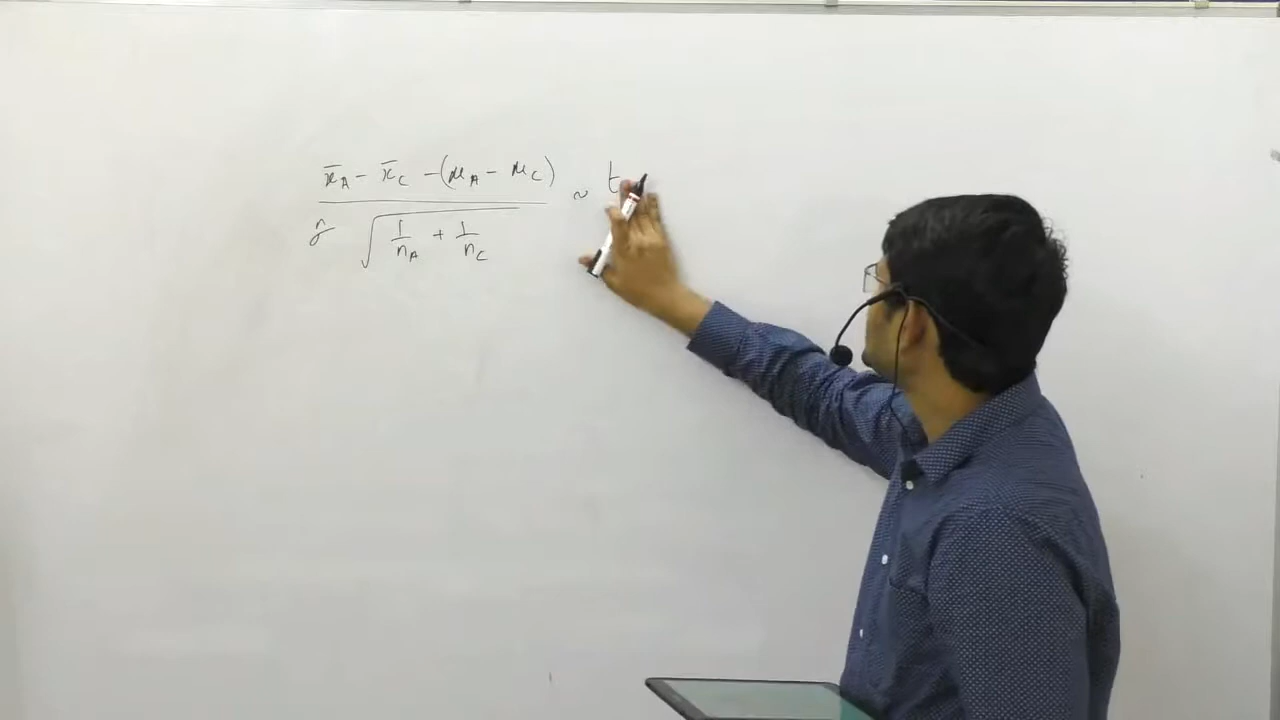 x̄_A - x̄_C - (μ_A - μ_C) ~ t
σ̂ √(1/n_A + 1/n_C)